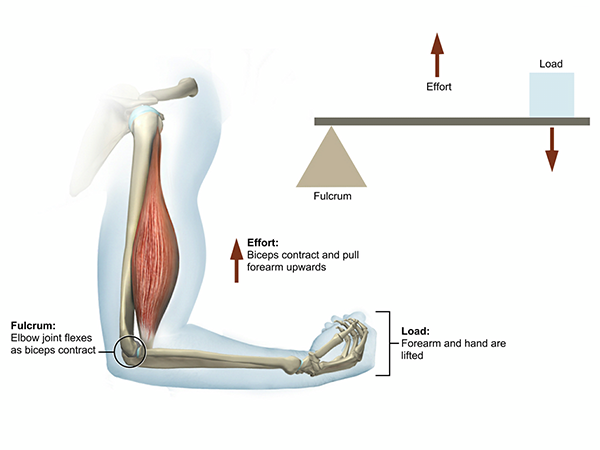 Load
Effort
Fulcrum
Effort:
Biceps contract and pull
forearm upwards
Fulcrum:
Elbow joint flexes
as biceps contract
Load:
Forearm and hand are
lifted